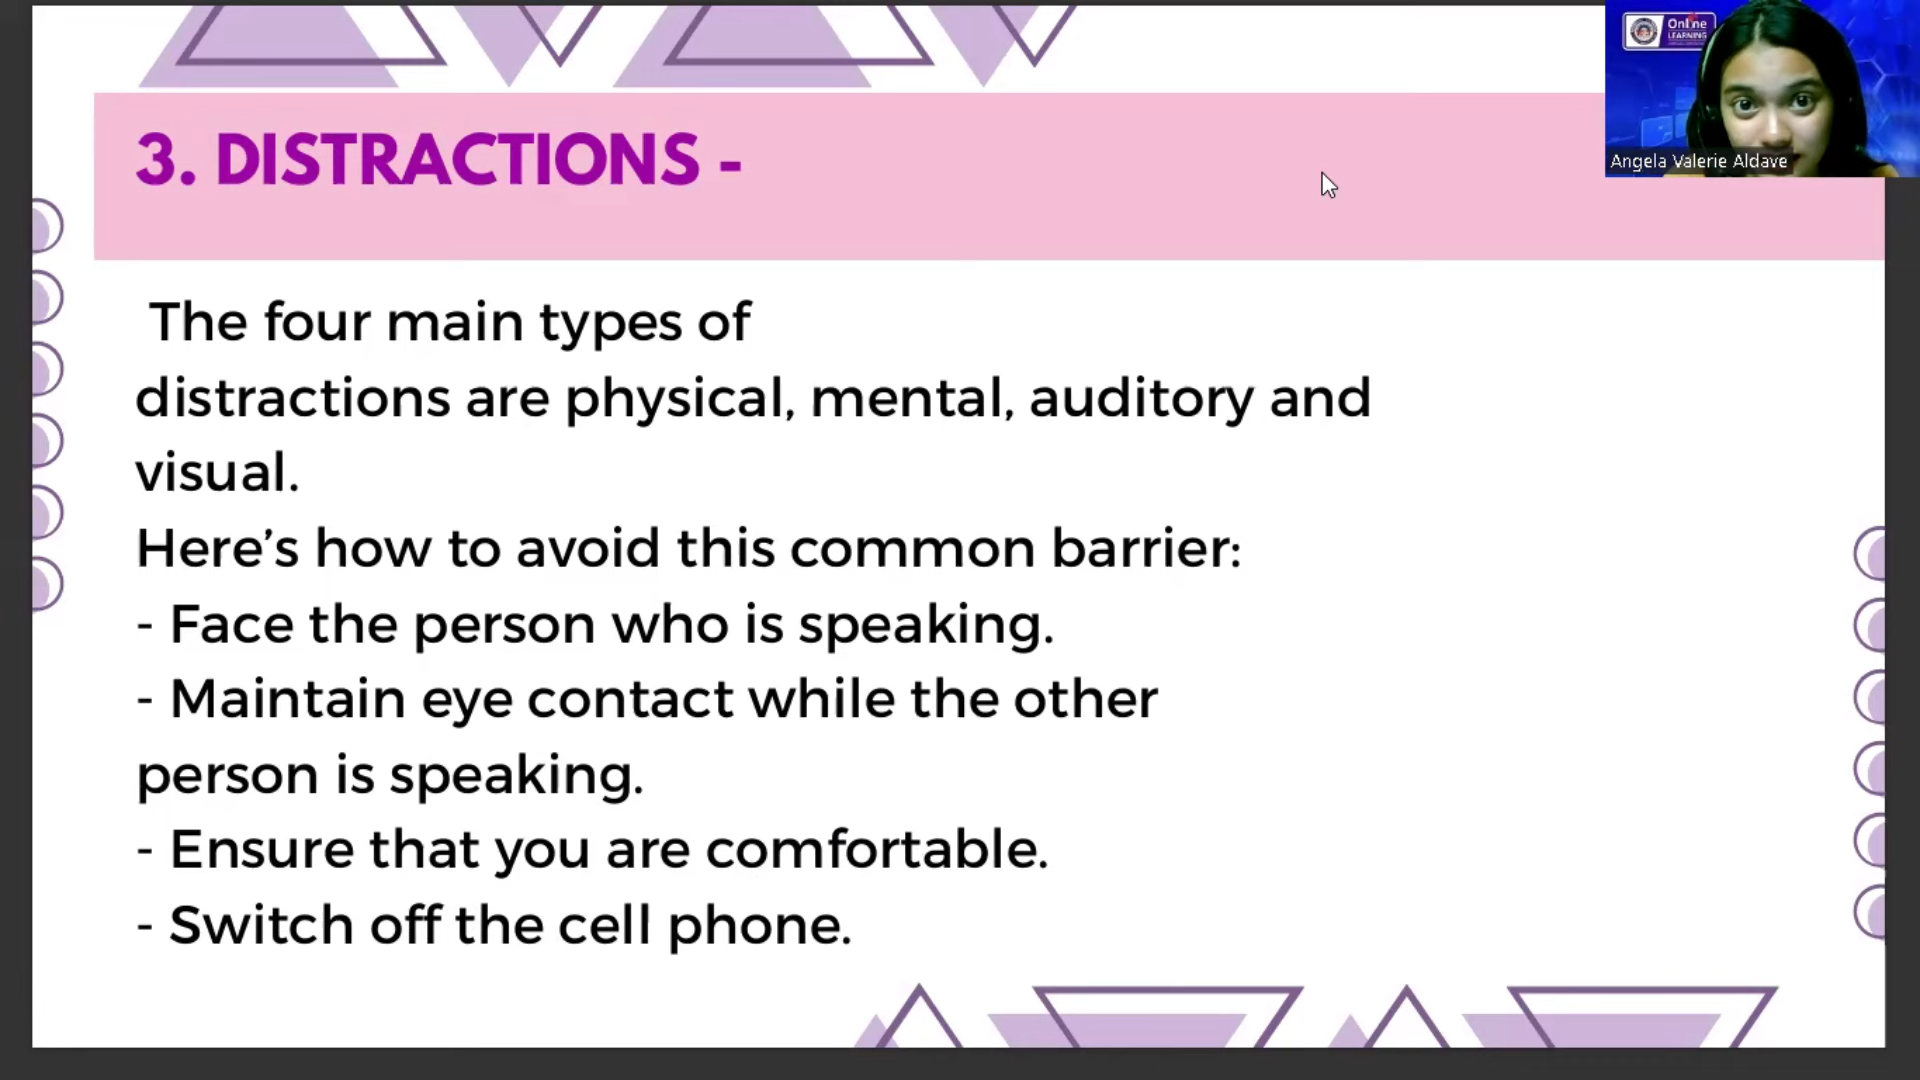 3. DISTRACTIONS -
The four main types of
distractions are physical, mental, auditory and
visual.
Here’s how to avoid this common barrier:
- Face the person who is speaking.
- Maintain eye contact while the other
person is speaking.
- Ensure that you are comfortable.
- Switch off the cell phone.
Online
LEARNING
Angela Valerie Aldave